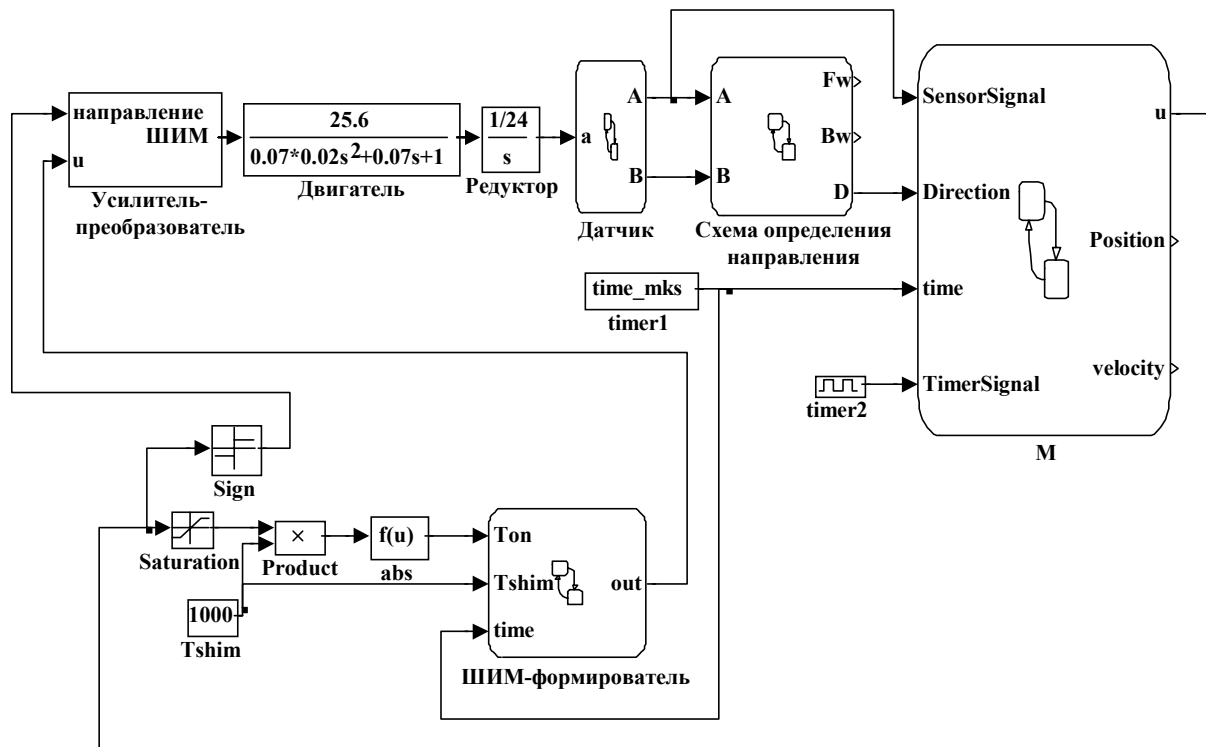 направление
ШИМ
u
Усилитель-
преобразователь
25.6
0.07*0.02s2+0.07s+1
Двигатель
1/24
s
Редуктор
a
A
B
Датчик
A
B
Fw
Bw
D
Схема определения
направления
SensorSignal
Direction
time
TimerSignal
u
Position
velocity
M
time_mks
timer1
timer2
Sign
Saturation
×
Product
f(u)
abs
1000
Tshim
Ton
Tshim
time
out
ШИМ-формирователь